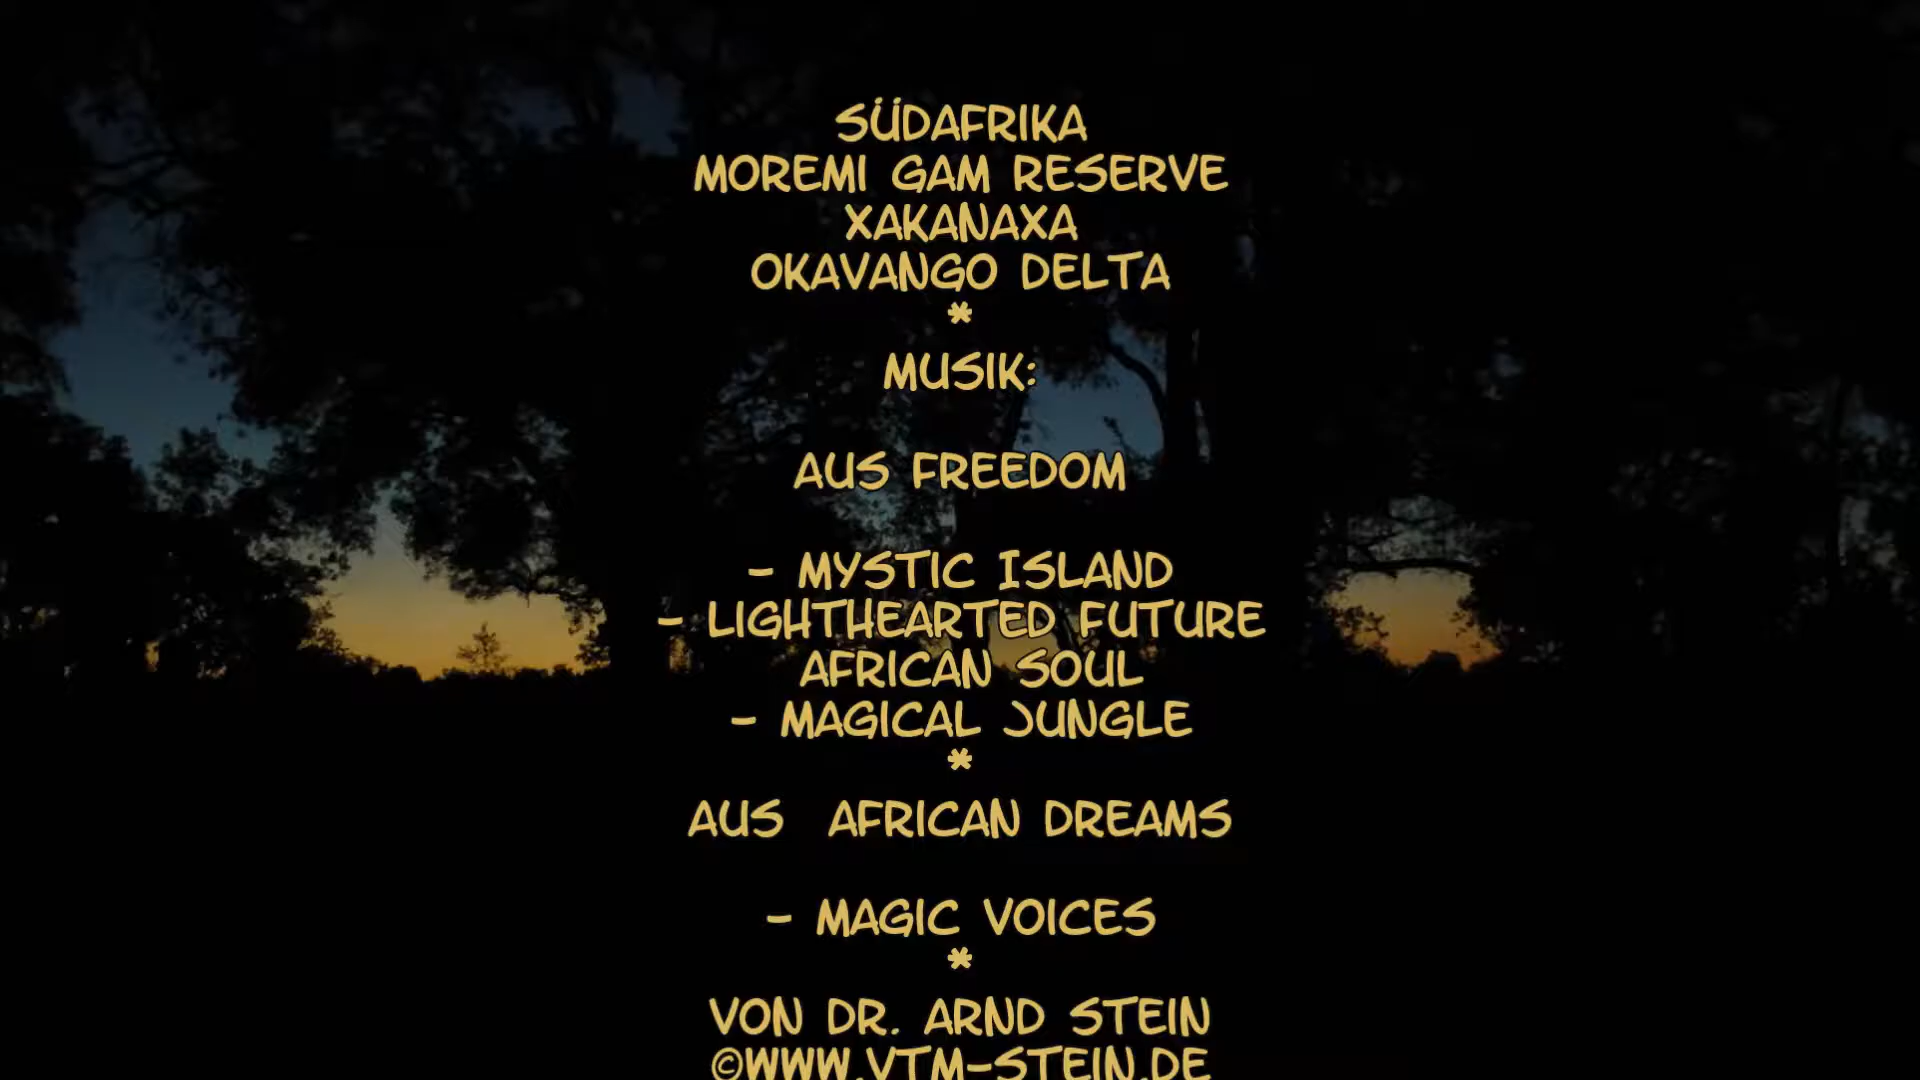 SÜDAFRIKA
MOREMI GAM RESERVE
XAKANAXA
OKAVANGO DELTA
*
MUSIK:
AUS FREEDOM
- MYSTIC ISLAND
- LIGHTHEARTED FUTURE
AFRICAN SOUL
- MAGICAL JUNGLE
*
AUS AFRICAN DREAMS
- MAGIC VOICES
*
VON DR. ARND STEIN
©WWW.VTM-STEIN.DE